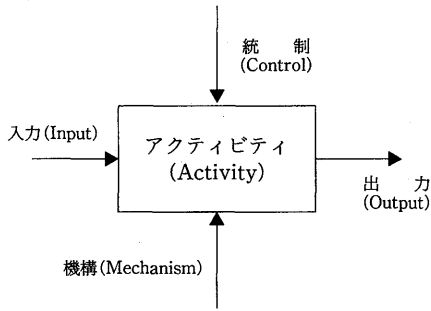 統　制
(Control)
入力(Input)
アクティビティ
(Activity)
出　力
(Output)
機構(Mechanism)